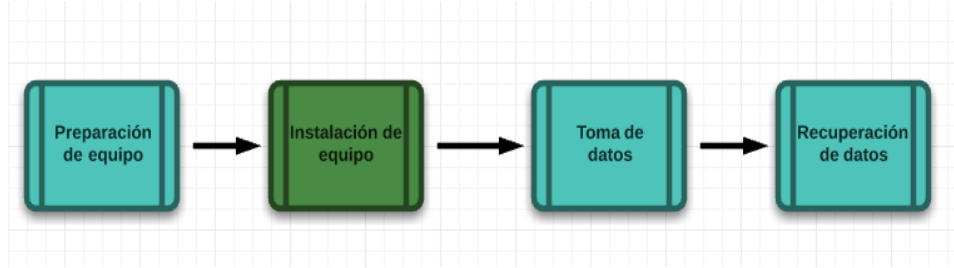 Preparación
de equipo
Instalación de
equipo
Toma de
datos
Recuperación
de datos